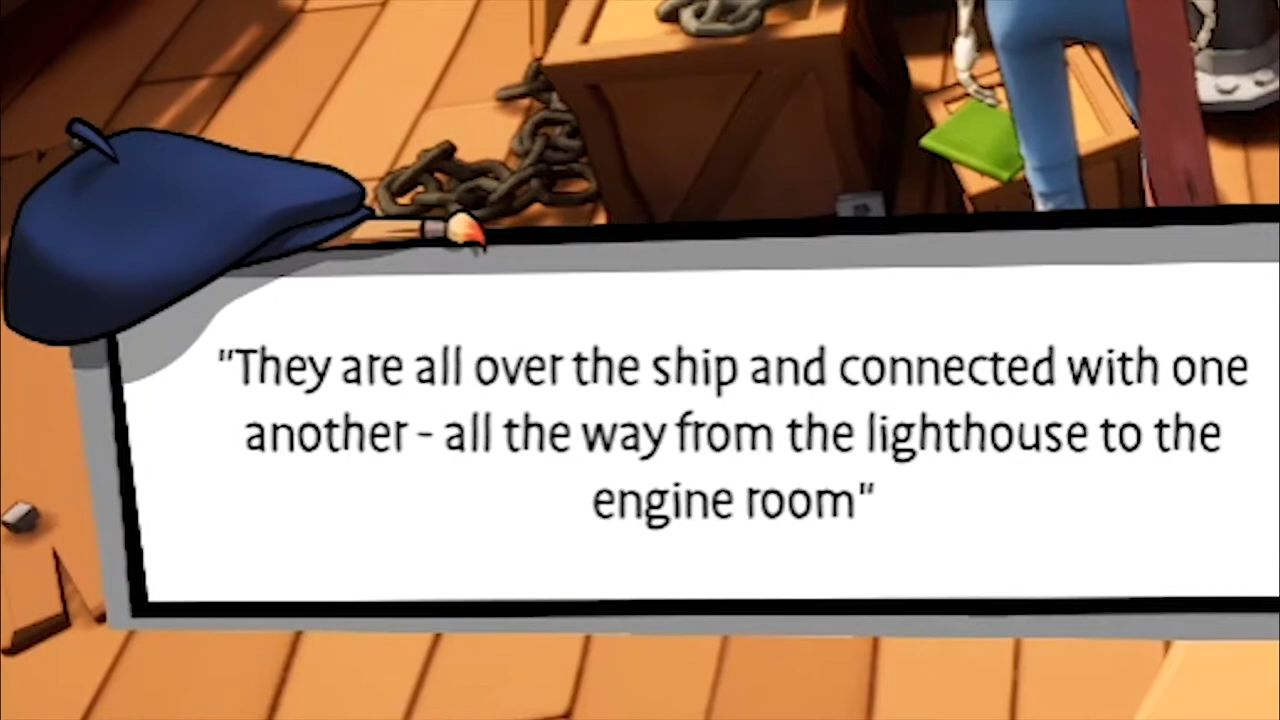 "They are all over the ship and connected with one
another - all the way from the lighthouse to the
engine room"